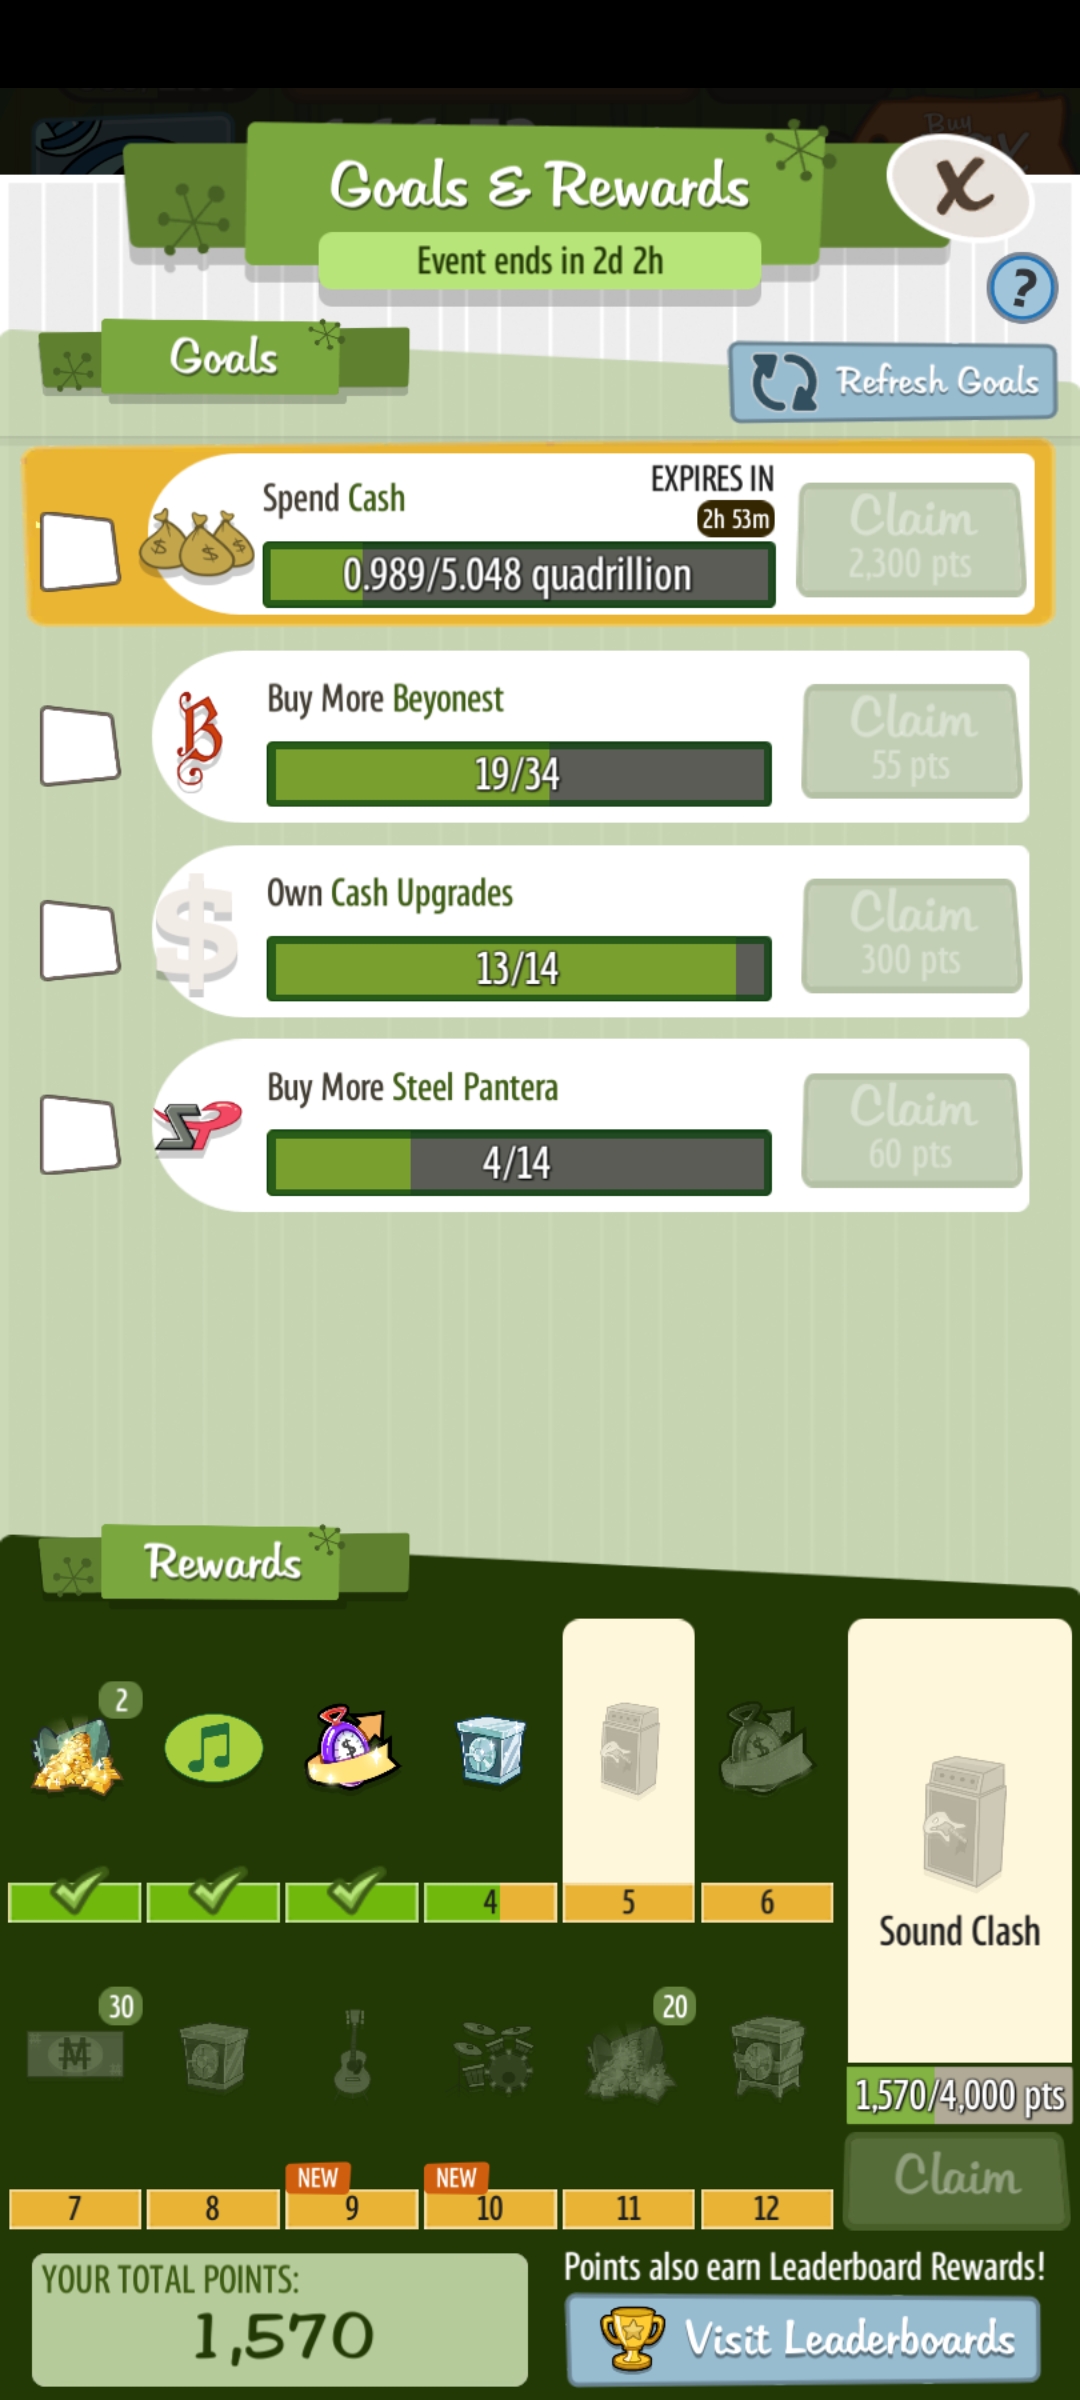 Buy
Goals & Rewards
X
Event ends in 2d 2h
?
Goals
Refresh Goals
Spend Cash
EXPIRES IN
2h 53m
0.989/5.048 quadrillion
Claim
2,300 pts
Buy More Beyonest
19/34
Claim
55 pts
Own Cash Upgrades
13/14
Claim
300 pts
Buy More Steel Pantera
4/14
Claim
60 pts
Rewards
2
4
5
6
Sound Clash
30
20
1,570/4,000 pts
NEW
NEW
7
8
9
10
11
12
Claim
YOUR TOTAL POINTS:
1,570
Points also earn Leaderboard Rewards!
Visit Leaderboards